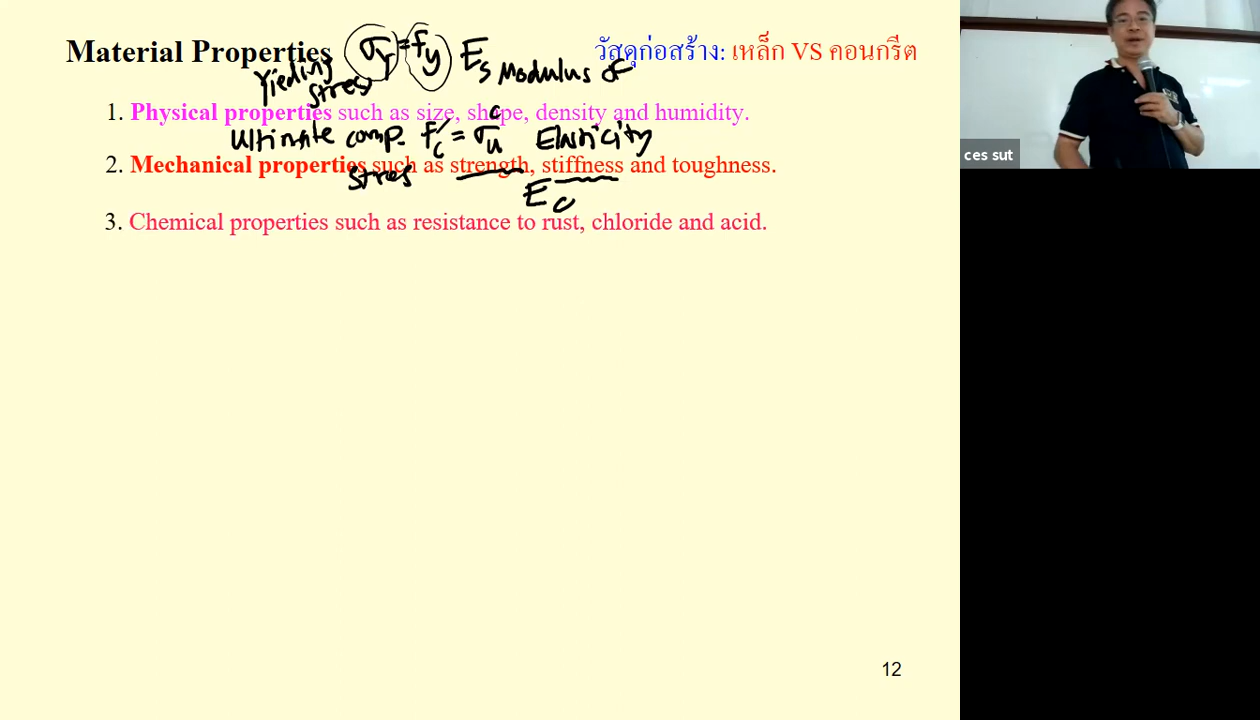 Material Properties σy = fy Es Modulus of วัสดุก่อสร้าง: เหล็ก VS คอนกรีต
Yieding stress
1. Physical properties such as size, shape, density and humidity.
Ultimate comp. f'c = σuc Elasticity
2. Mechanical properties such as strength, stiffness and toughness.
stres
Ec
3. Chemical properties such as resistance to rust, chloride and acid.
ces sut
12